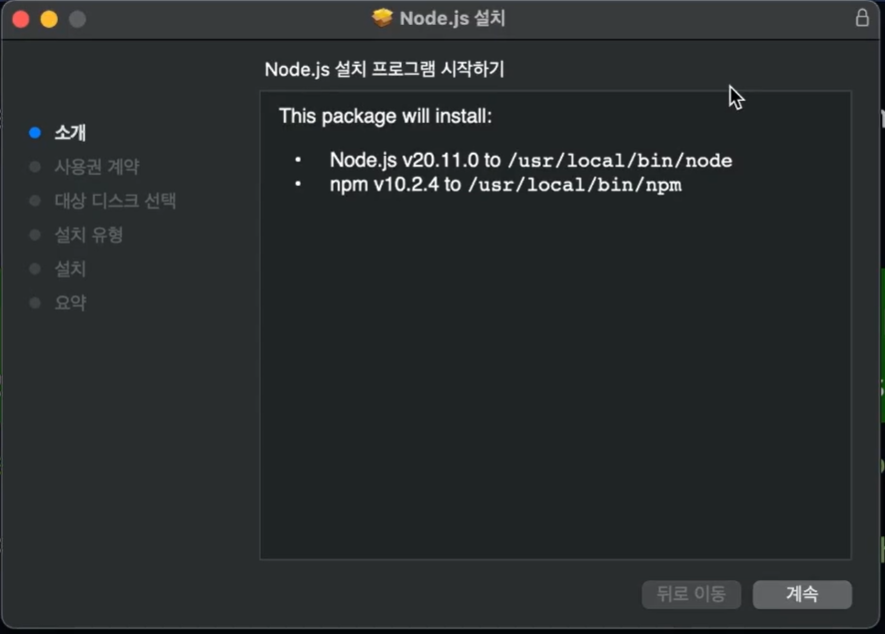 Node.js 설치
Node.js 설치 프로그램 시작하기
소개
사용권 계약
대상 디스크 선택
설치 유형
설치
요약
This package will install:
• Node.js v20.11.0 to /usr/local/bin/node
• npm v10.2.4 to /usr/local/bin/npm
뒤로 이동
계속